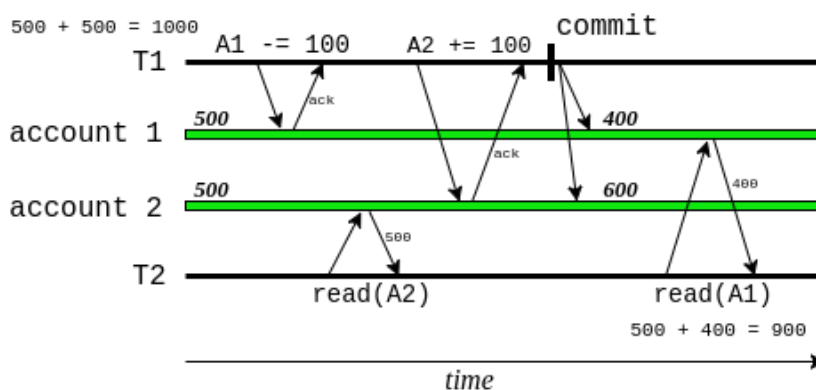 500 + 500 = 1000
commit
A1 -= 100
A2 += 100
T1
ack
500
400
account 1
ack
400
500
600
account 2
500
T2
read(A2)
read(A1)
500 + 400 = 900
time